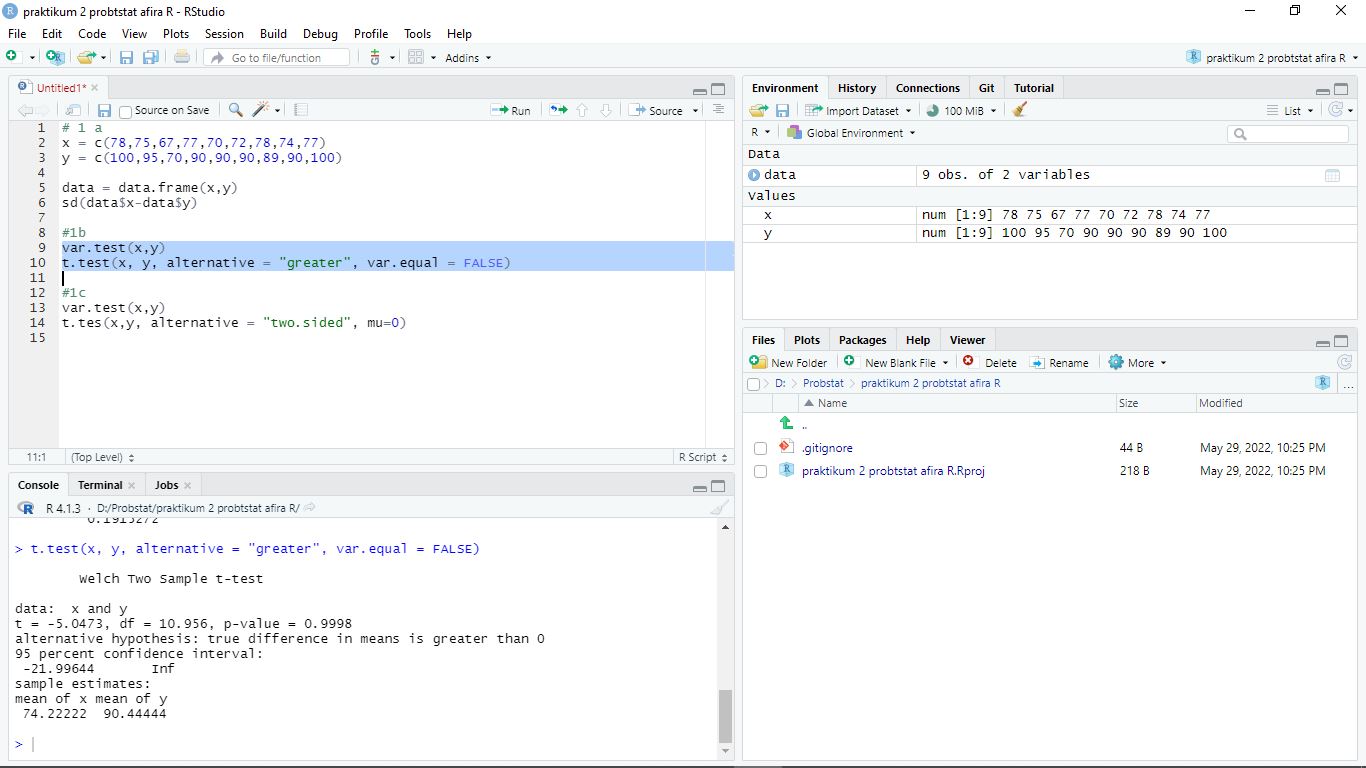 praktikum 2 probtstat afira R - RStudio
File Edit Code View Plots Session Build Debug Profile Tools Help
Go to file/function Addins praktikum 2 probtstat afira R
Untitled1*
Source on Save Run Source
1 # 1 a
2 x = c(78,75,67,77,70,72,78,74,77)
3 y = c(100,95,70,90,90,90,89,90,100)
4
5 data = data.frame(x,y)
6 sd(data$x-data$y)
7
8 #1b
9 var.test(x,y)
10 t.test(x, y, alternative = "greater", var.equal = FALSE)
11
12 #1c
13 var.test(x,y)
14 t.tes(x,y, alternative = "two.sided", mu=0)
15
11:1 (Top Level) R Script
Console Terminal Jobs
R 4.1.3 · D:/Probstat/praktikum 2 probtstat afira R/
0.1915272
> t.test(x, y, alternative = "greater", var.equal = FALSE)
Welch Two Sample t-test
data: x and y
t = -5.0473, df = 10.956, p-value = 0.9998
alternative hypothesis: true difference in means is greater than 0
95 percent confidence interval:
-21.99644 Inf
sample estimates:
mean of x mean of y
74.22222 90.44444
>
Environment History Connections Git Tutorial
Import Dataset 100 MiB List
R Global Environment
Data
data 9 obs. of 2 variables
Values
x num [1:9] 78 75 67 77 70 72 78 74 77
y num [1:9] 100 95 70 90 90 90 89 90 100
Files Plots Packages Help Viewer
New Folder New Blank File Delete Rename More
D: Probstat praktikum 2 probtstat afira R ...
Name Size Modified
..
.gitignore 44 B May 29, 2022, 10:25 PM
praktikum 2 probtstat afira R.Rproj 218 B May 29, 2022, 10:25 PM